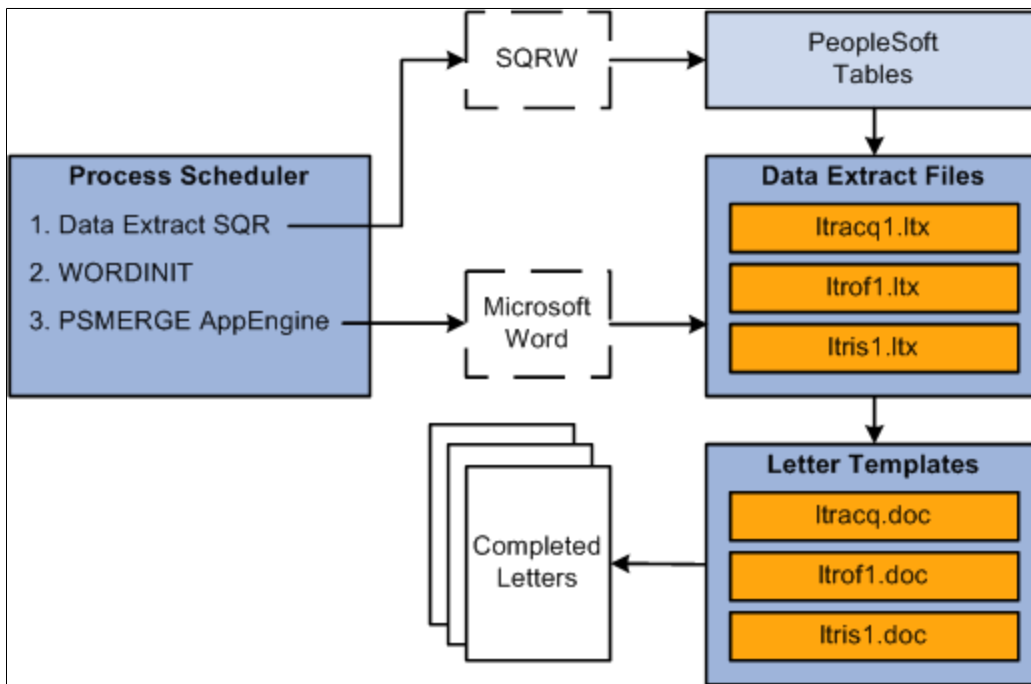 SQRW
PeopleSoft
Tables
Process Scheduler
1. Data Extract SQR
2. WORDINIT
3. PSMERGE AppEngine
Microsoft
Word
Data Extract Files
ltracq1.ltx
ltrof1.ltx
ltris1.ltx
Letter Templates
ltracq.doc
ltrof1.doc
ltris1.doc
Completed
Letters